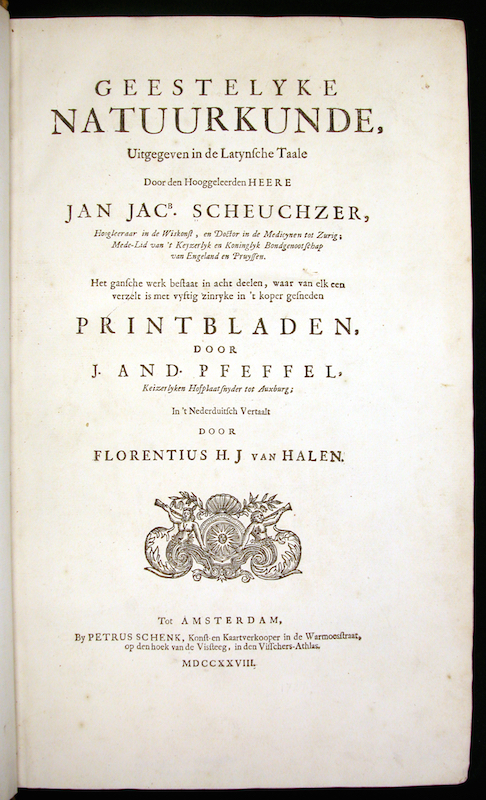 GEESTELYKE
NATUURKUNDE,
Uitgegeven in de Latynſche Taale
Door den Hooggeleerden HEERE
JAN JACᴮ. SCHEUCHZER,
Hoogleeraar in de Wiskonſt, en Doctor in de Medicynen tot Zurig;
Mede-Lid van 't Keyzerlyk en Koninglyk Bondgenootſchap
van Engeland en Pruyſſen.
Het ganſche werk beſtaat in acht deelen, waar van elk een
verzelt is met vyftig zinryke in 't koper geſneden
PRINTBLADEN,
DOOR
J. AND. PFEFFEL,
Keizerlyken Hofplaatſnyder tot Auxburg;
In 't Nederduitſch Vertaalt
DOOR
FLORENTIUS H. J VAN HALEN.
Tot AMSTERDAM,
By PETRUS SCHENK, Konſt- en Kaartverkooper in de Warmoesſtraat,
op den hoek van de Visſteeg, in den Viſſchers-Athlas.
MDCCXXVIII.